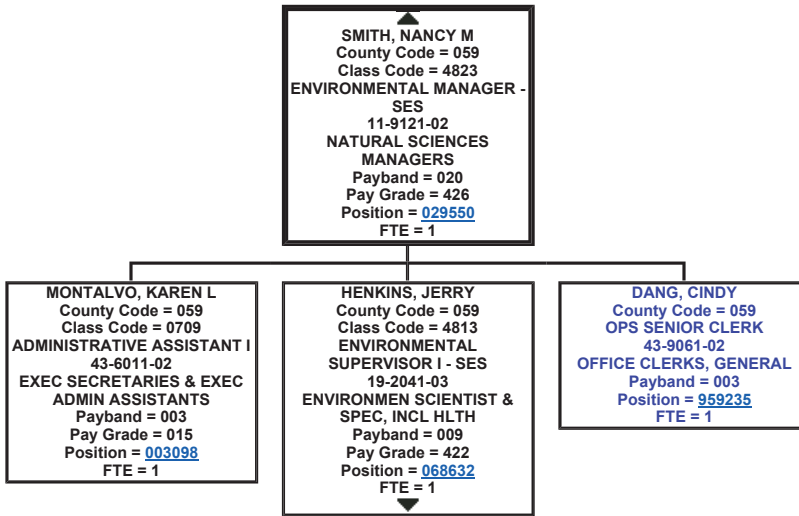 SMITH, NANCY M
County Code = 059
Class Code = 4823
ENVIRONMENTAL MANAGER -
SES
11-9121-02
NATURAL SCIENCES
MANAGERS
Payband = 020
Pay Grade = 426
Position = 029550
FTE = 1
MONTALVO, KAREN L
County Code = 059
Class Code = 0709
ADMINISTRATIVE ASSISTANT I
43-6011-02
EXEC SECRETARIES & EXEC
ADMIN ASSISTANTS
Payband = 003
Pay Grade = 015
Position = 003098
FTE = 1
HENKINS, JERRY
County Code = 059
Class Code = 4813
ENVIRONMENTAL
SUPERVISOR I - SES
19-2041-03
ENVIRONMEN SCIENTIST &
SPEC, INCL HLTH
Payband = 009
Pay Grade = 422
Position = 068632
FTE = 1
DANG, CINDY
County Code = 059
OPS SENIOR CLERK
43-9061-02
OFFICE CLERKS, GENERAL
Payband = 003
Position = 959235
FTE = 1